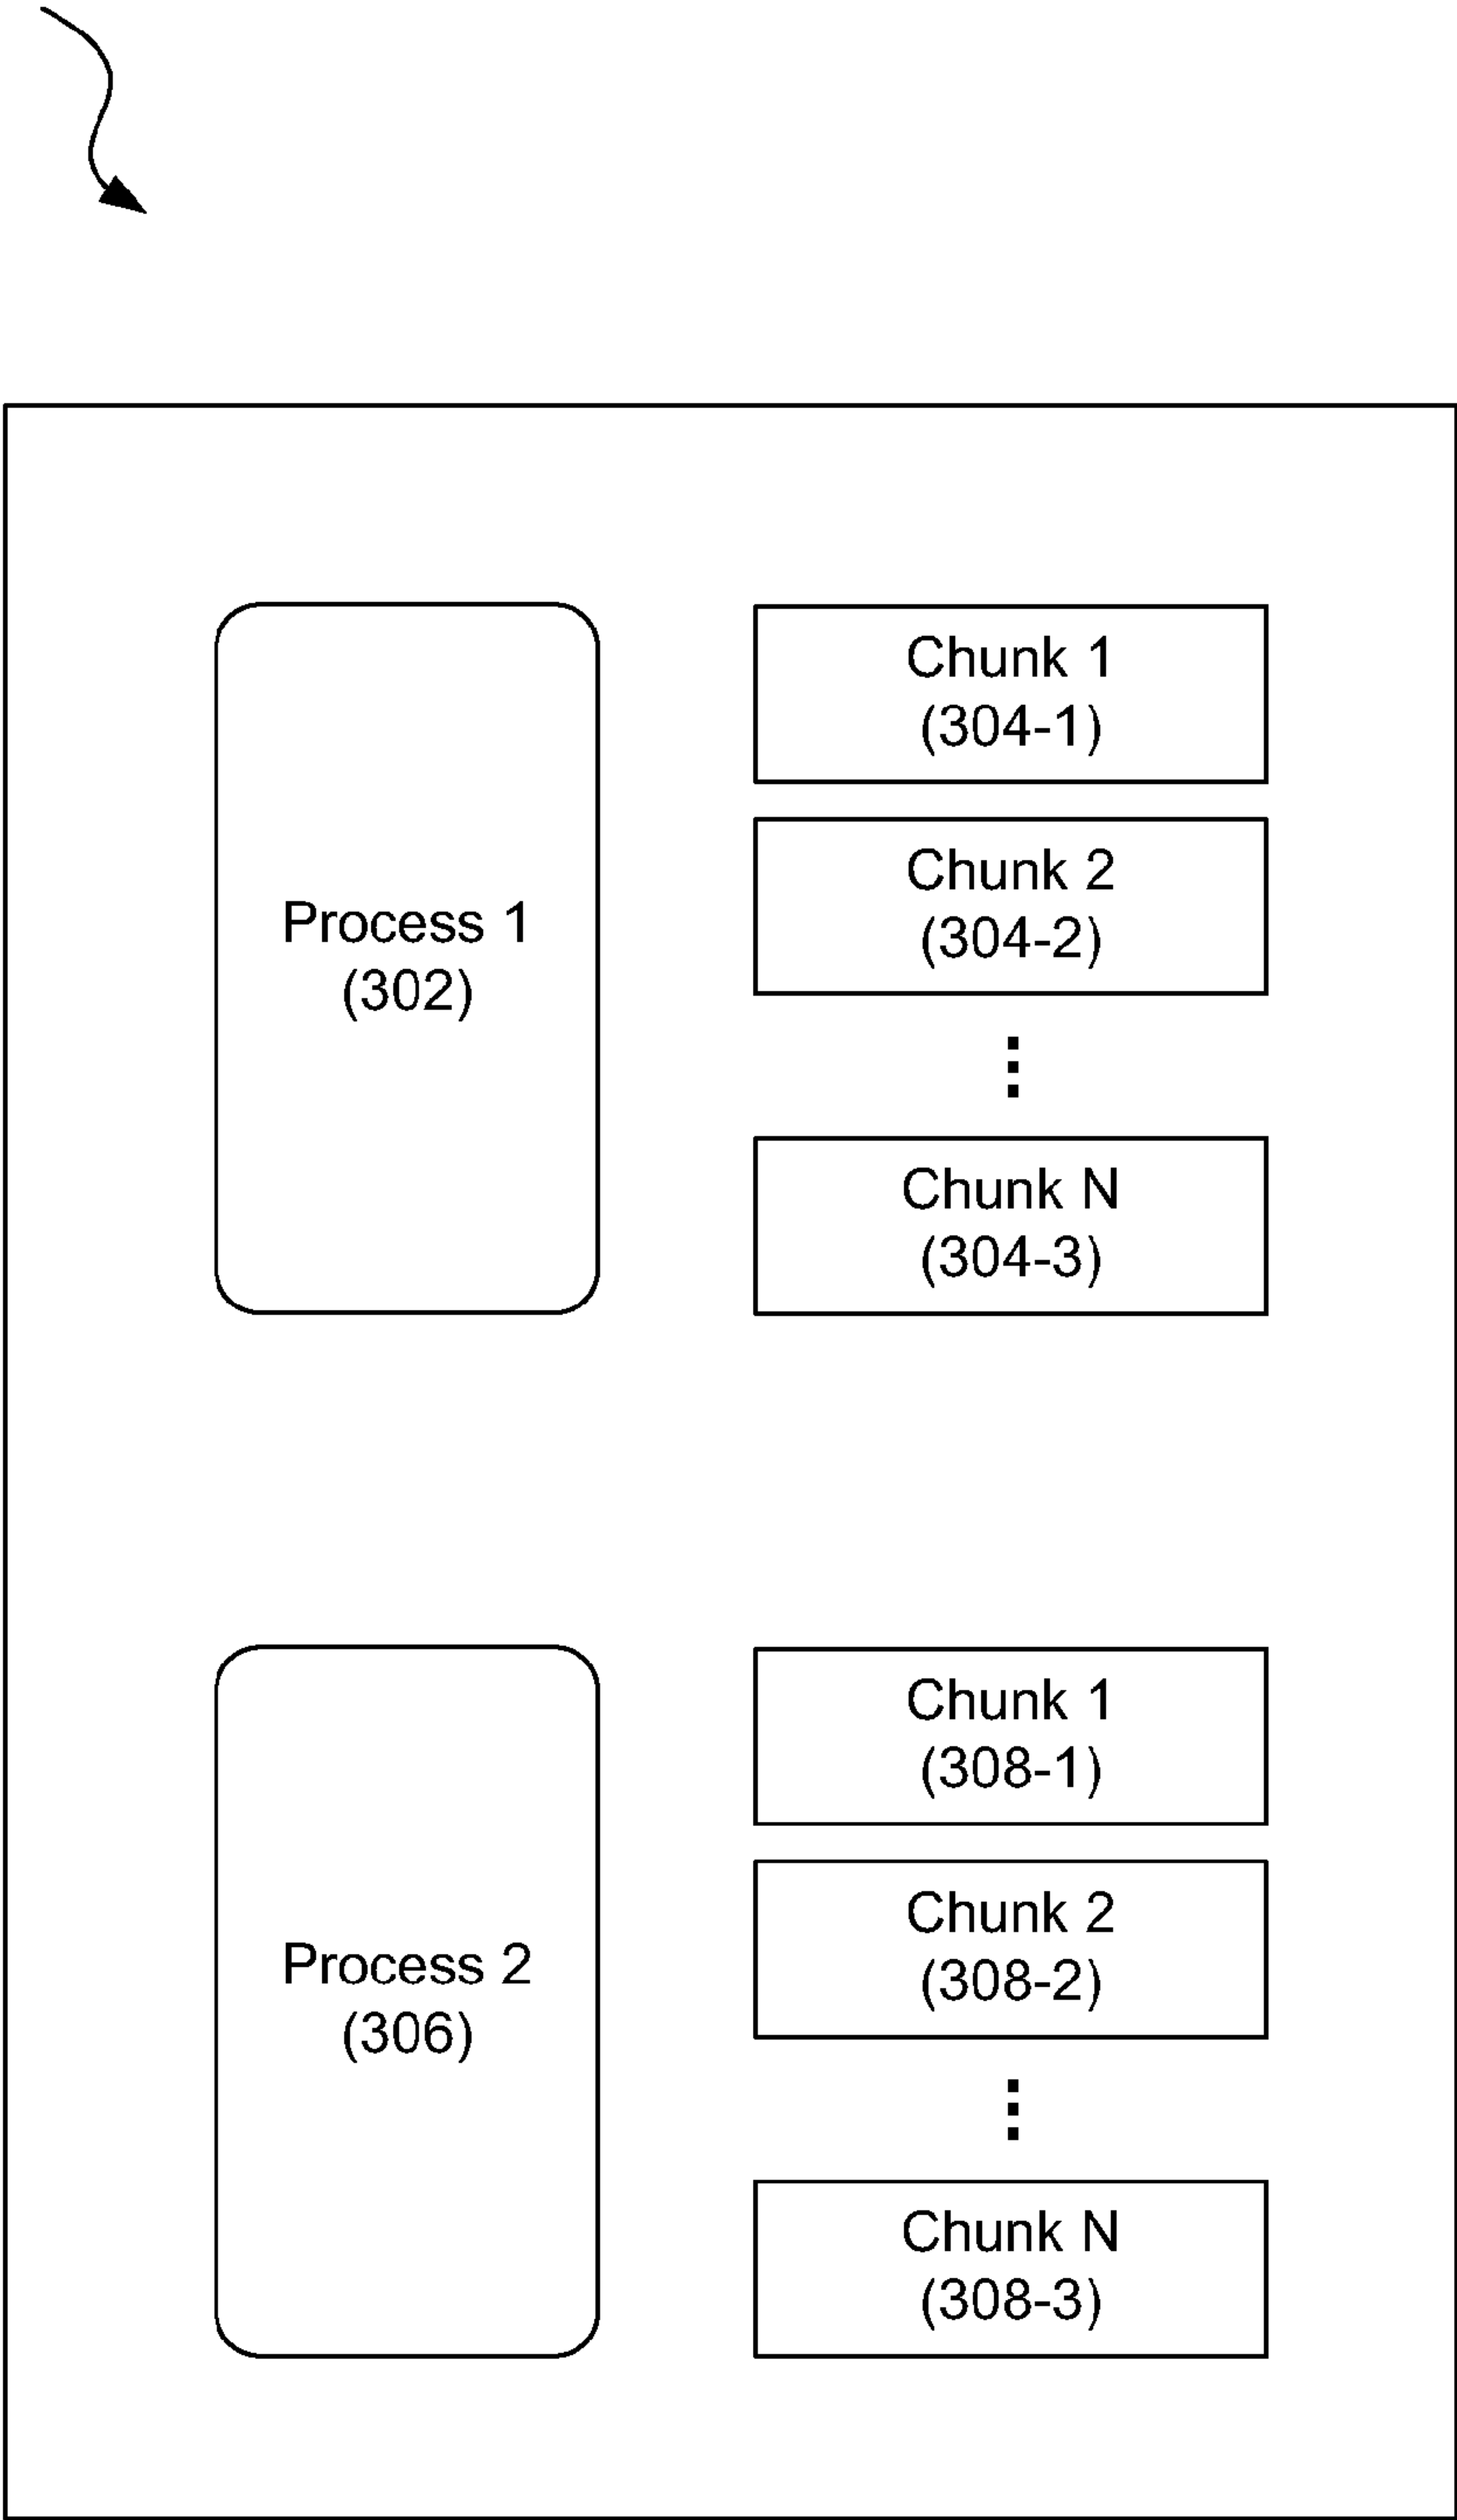 Process 1
(302)
Chunk 1
(304-1)
Chunk 2
(304-2)
Chunk N
(304-3)
Process 2
(306)
Chunk 1
(308-1)
Chunk 2
(308-2)
Chunk N
(308-3)